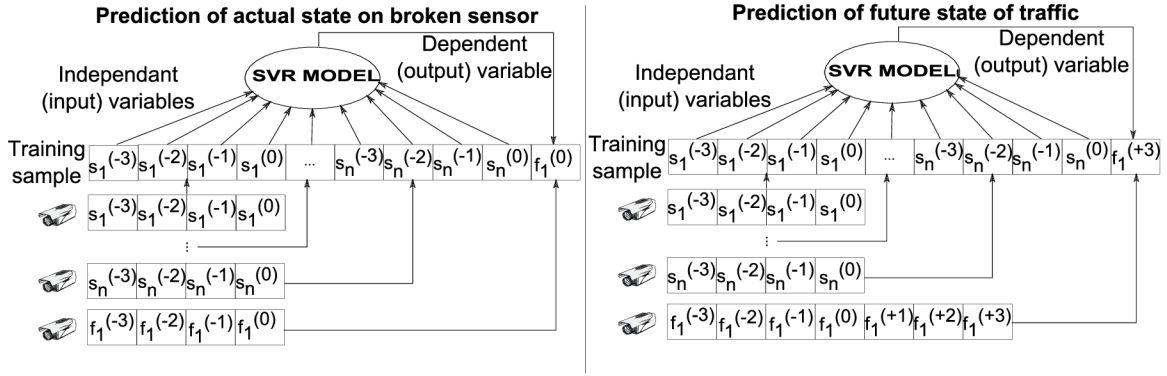 Prediction of actual state on broken sensor
Independant
(input) variables
SVR MODEL
Dependent
(output) variable
Training
sample
s1(-3) s1(-2) s1(-1) s1(0) ... sn(-3) sn(-2) sn(-1) sn(0) f1(0)
s1(-3) s1(-2) s1(-1) s1(0)
⋮
sn(-3) sn(-2) sn(-1) sn(0)
f1(-3) f1(-2) f1(-1) f1(0)
Prediction of future state of traffic
Independant
(input) variables
SVR MODEL
Dependent
(output) variable
Training
sample
s1(-3) s1(-2) s1(-1) s1(0) ... sn(-3) sn(-2) sn(-1) sn(0) f1(+3)
s1(-3) s1(-2) s1(-1) s1(0)
⋮
sn(-3) sn(-2) sn(-1) sn(0)
f1(-3) f1(-2) f1(-1) f1(0) f1(+1) f1(+2) f1(+3)